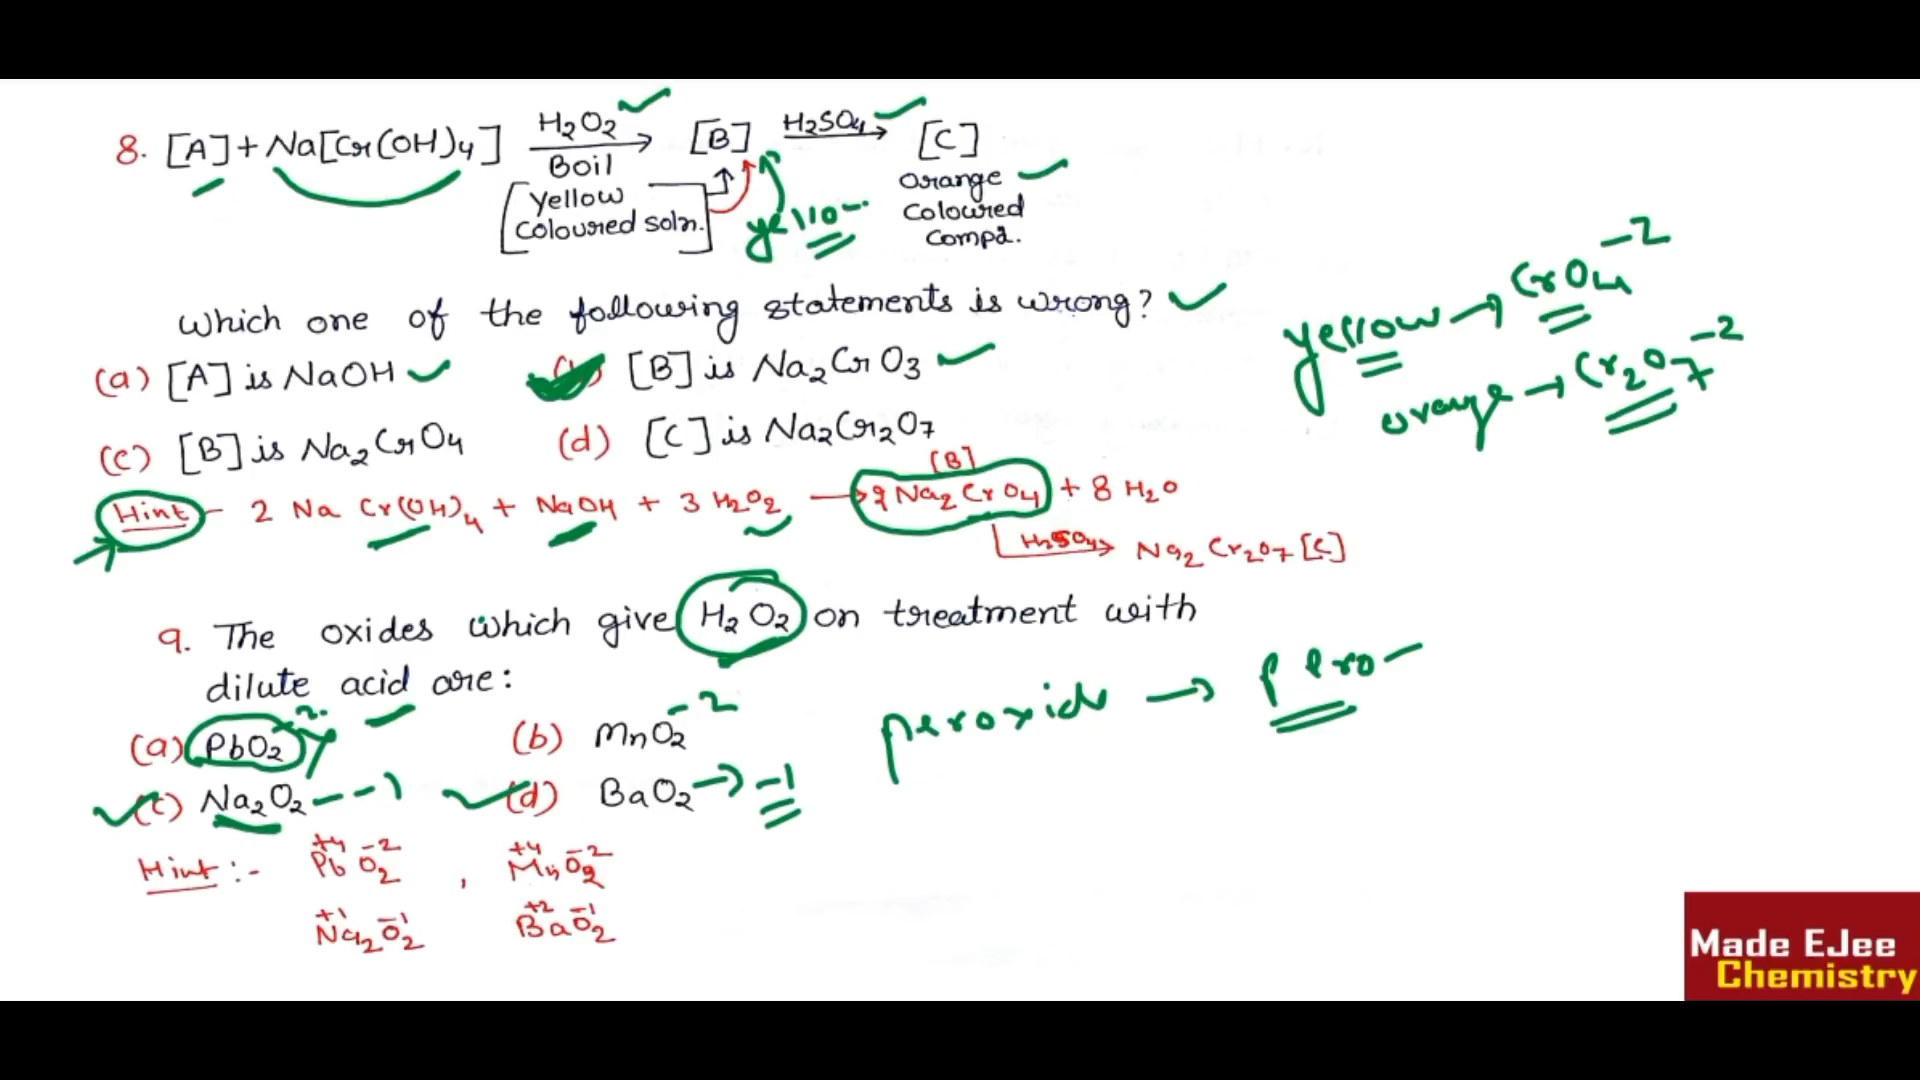 8. [A] + Na[Cr(OH)4] H2O2 Boil → [B] H2SO4 → [C]
[Yellow Coloured soln.] yellow
Orange Coloured Compd.
Which one of the following statements is wrong?
yellow → CrO4 -2
orange → Cr2O7 -2
(a) [A] is NaOH (b) [B] is Na2CrO3
(c) [B] is Na2CrO4 (d) [C] is Na2Cr2O7
[B]
Hint - 2 Na Cr(OH)4 + NaOH + 3 H2O2 → 2 Na2CrO4 + 8 H2O
H2SO4 → Na2Cr2O7 [C]
9. The oxides which give H2O2 on treatment with
dilute acid are:
peroxide →
(a) PbO2 -2 (b) MnO2 -2
(c) Na2O2 - -1 (d) BaO2 → -1
Hint :- +4 -2 PbO2 , +4 -2 MnO2
+1 -1 Na2O2 +2 -1 BaO2
Made EJee
Chemistry